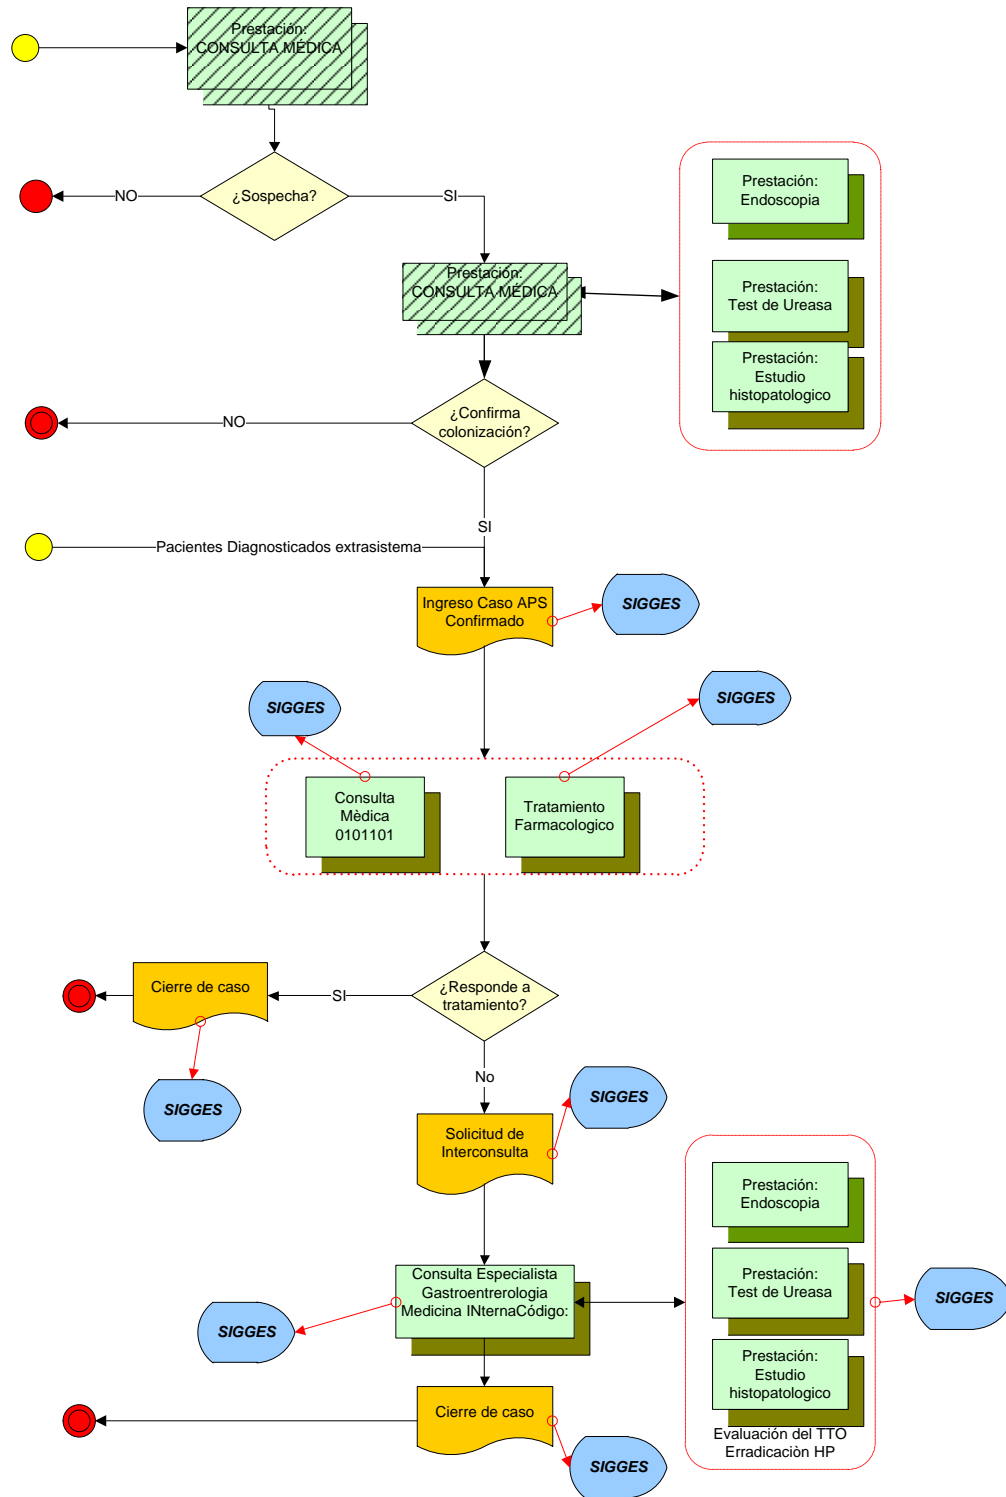 Prestación:
CONSULTA MÉDICA
¿Sospecha?
NO
SI
Prestación:
Endoscopia
Prestación:
CONSULTA MÉDICA
Prestación:
Test de Ureasa
Prestación:
Estudio
histopatologico
¿Confirma
colonización?
NO
SI
Pacientes Diagnosticados extrasistema
Ingreso Caso APS
Confirmado
SIGGES
SIGGES
SIGGES
Consulta
Mèdica
0101101
Tratamiento
Farmacologico
¿Responde a
tratamiento?
SI
Cierre de caso
SIGGES
No
SIGGES
Solicitud de
Interconsulta
Prestación:
Endoscopia
Consulta Especialista
Gastroentrerologia
Medicina INternaCódigo:
Prestación:
Test de Ureasa
SIGGES
SIGGES
Prestación:
Estudio
histopatologico
Cierre de caso
Evaluación del TTO
Erradicaciòn HP
SIGGES